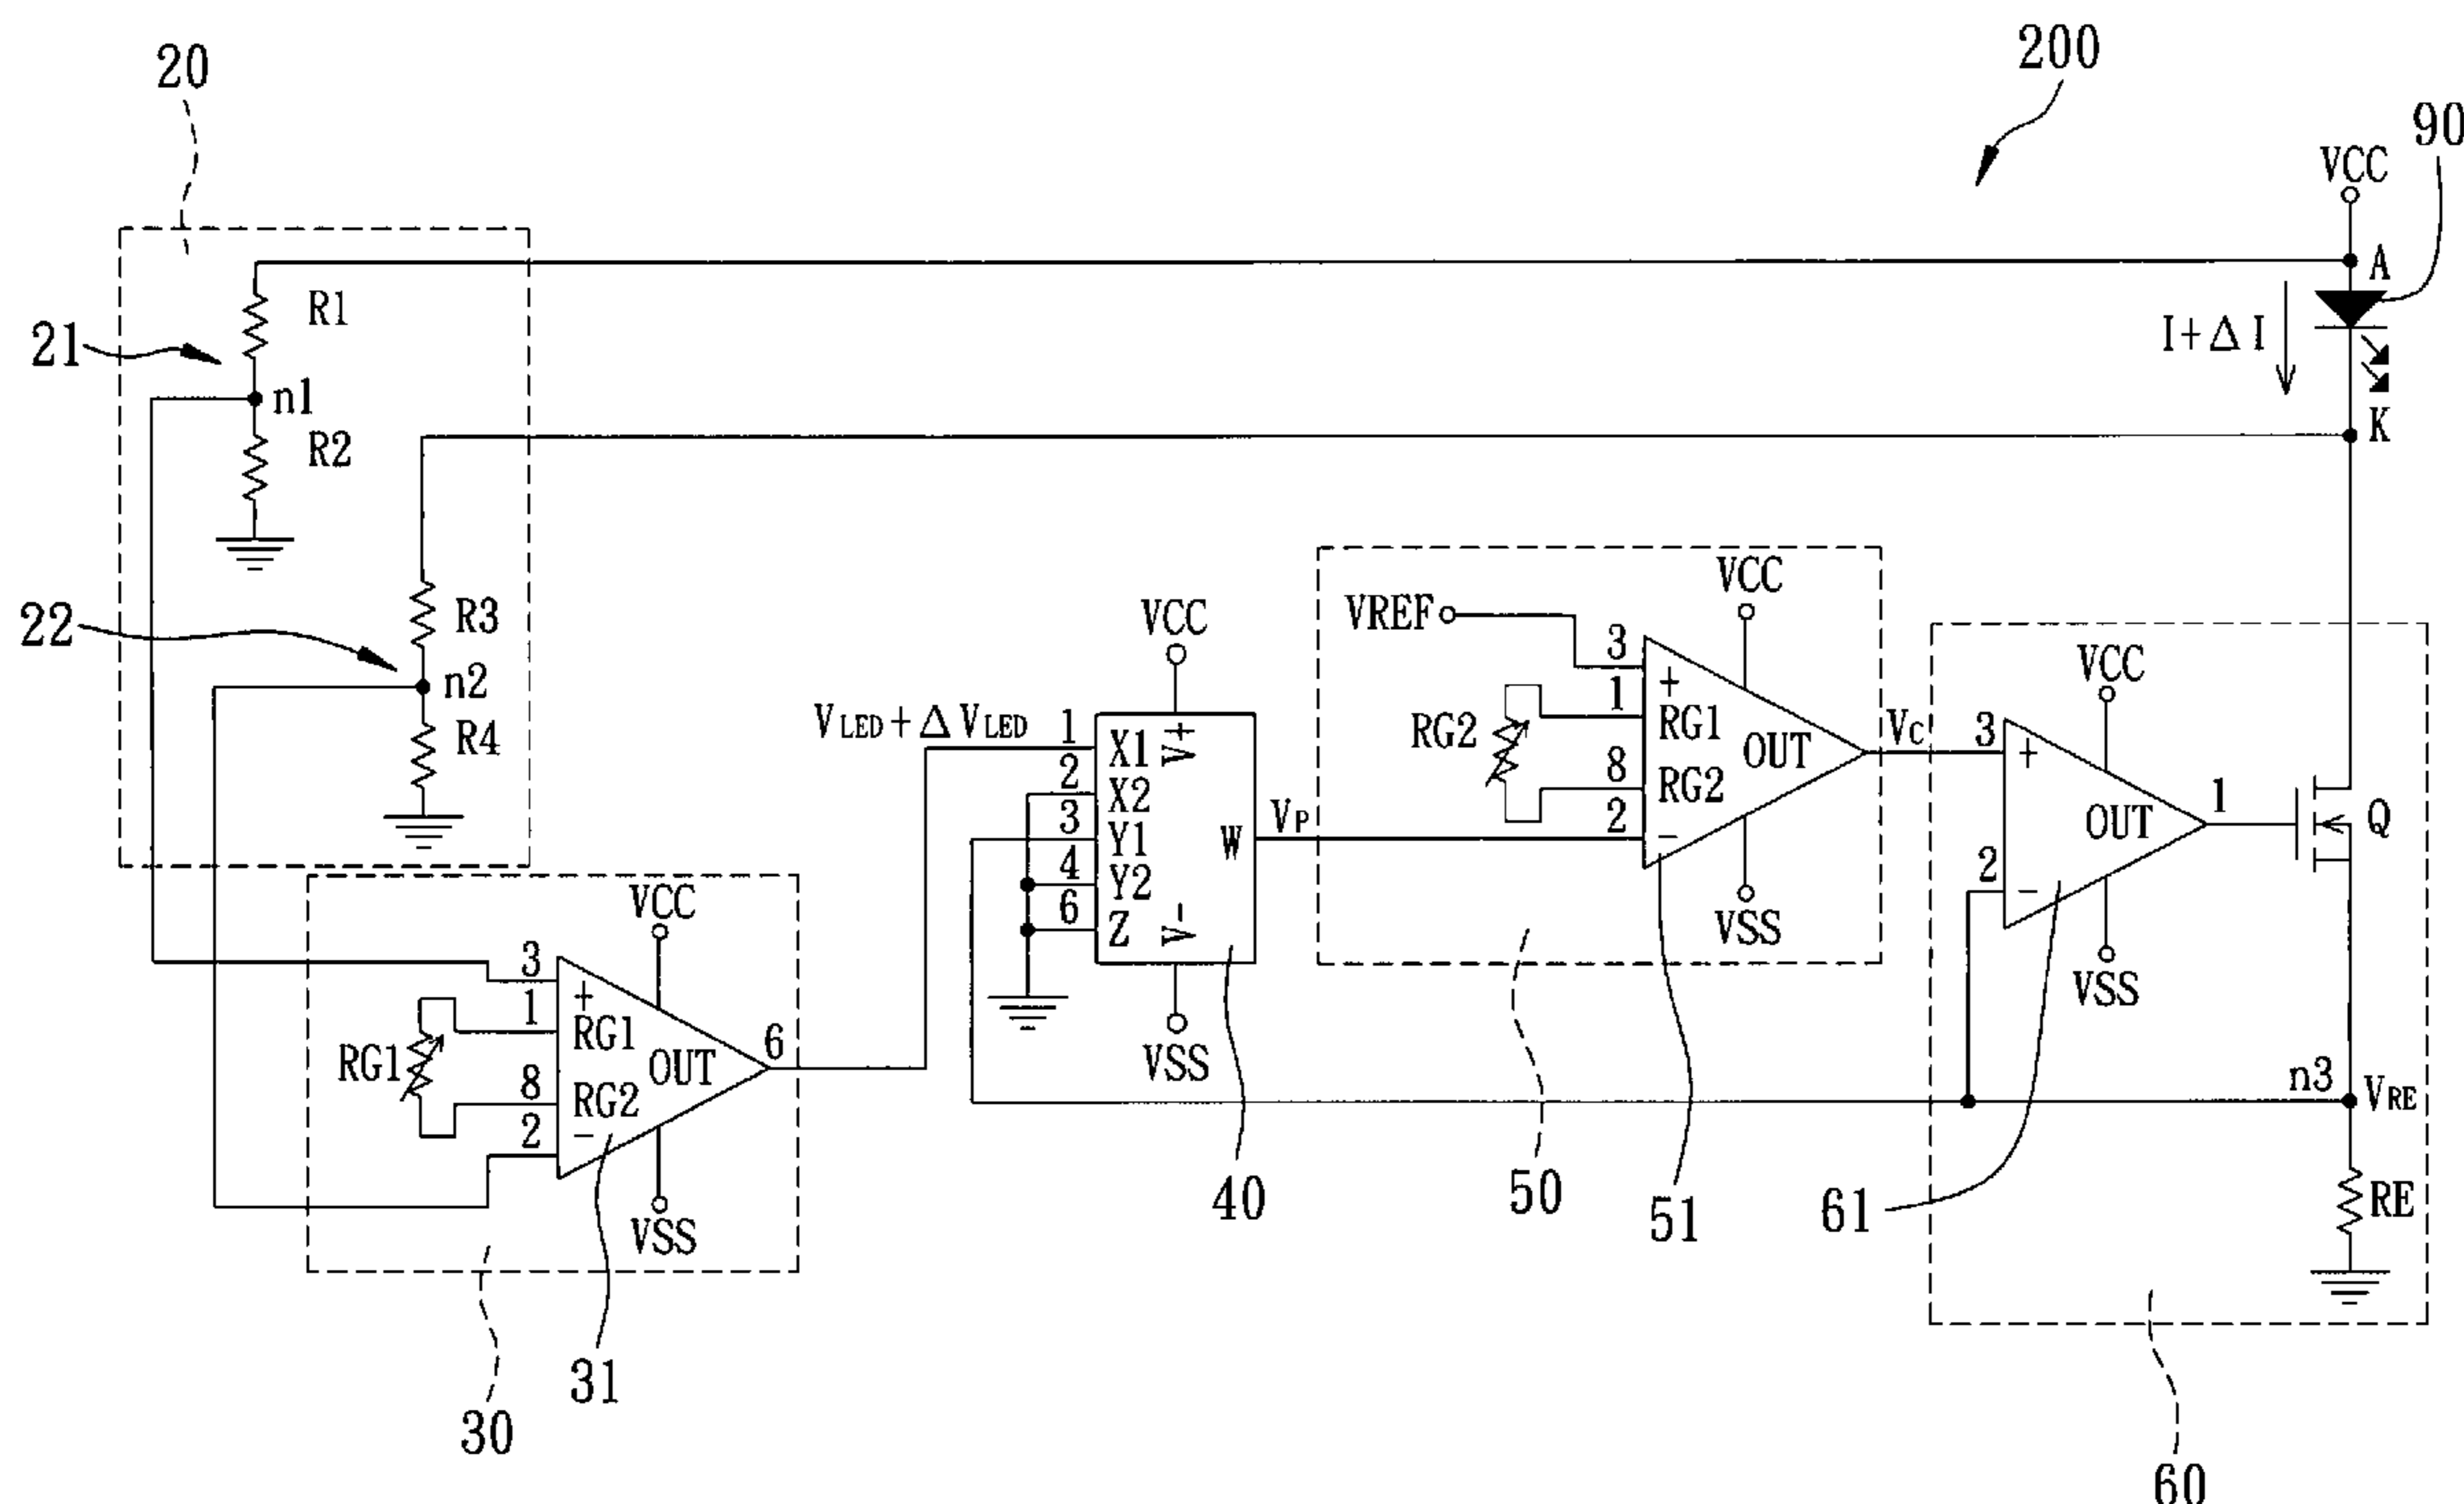 200
20
90
VCC
A
R1
I+Δ I
21
n1
K
R2
VCC
VREF
3
+
VCC
22
R3
VCC
1
n2
RG2
RG1
OUT
VC
3
+
VLED+Δ VLED
1
X1
V+
8
R4
2
X2
RG2
1
Q
VP
2
3
Y1
W
-
OUT
4
Y2
2
-
6
Z
V-
VCC
VSS
VSS
3
+
1
RG1
6
VSS
n3
VRE
RG1
OUT
8
RG2
2
-
40
50
51
61
RE
VSS
31
30
60